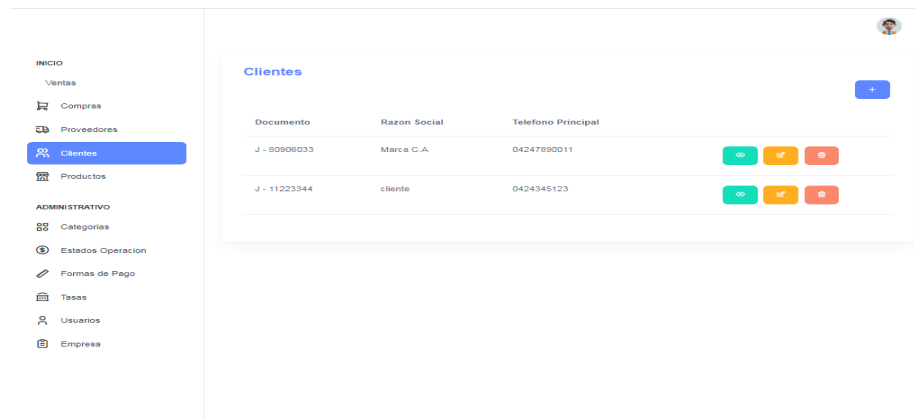 INICIO
Ventas
Compras
Proveedores
Clientes
Productos
ADMINISTRATIVO
Categorias
Estados Operacion
Formas de Pago
Tasas
Usuarios
Empresa
Clientes
+
Documento Razon Social Telefono Principal
J - 80906033 Marca C.A 04247890011
J - 11223344 cliente 0424345123